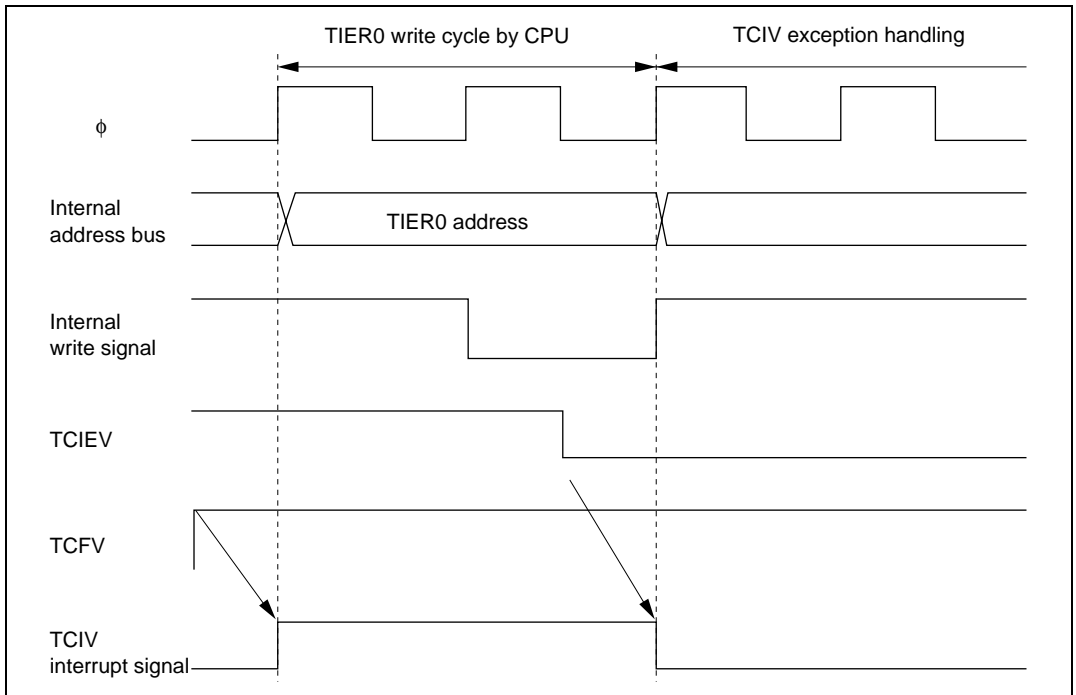 TIER0 write cycle by CPU
TCIV exception handling
ϕ
Internal
address bus
TIER0 address
Internal
write signal
TCIEV
TCFV
TCIV
interrupt signal